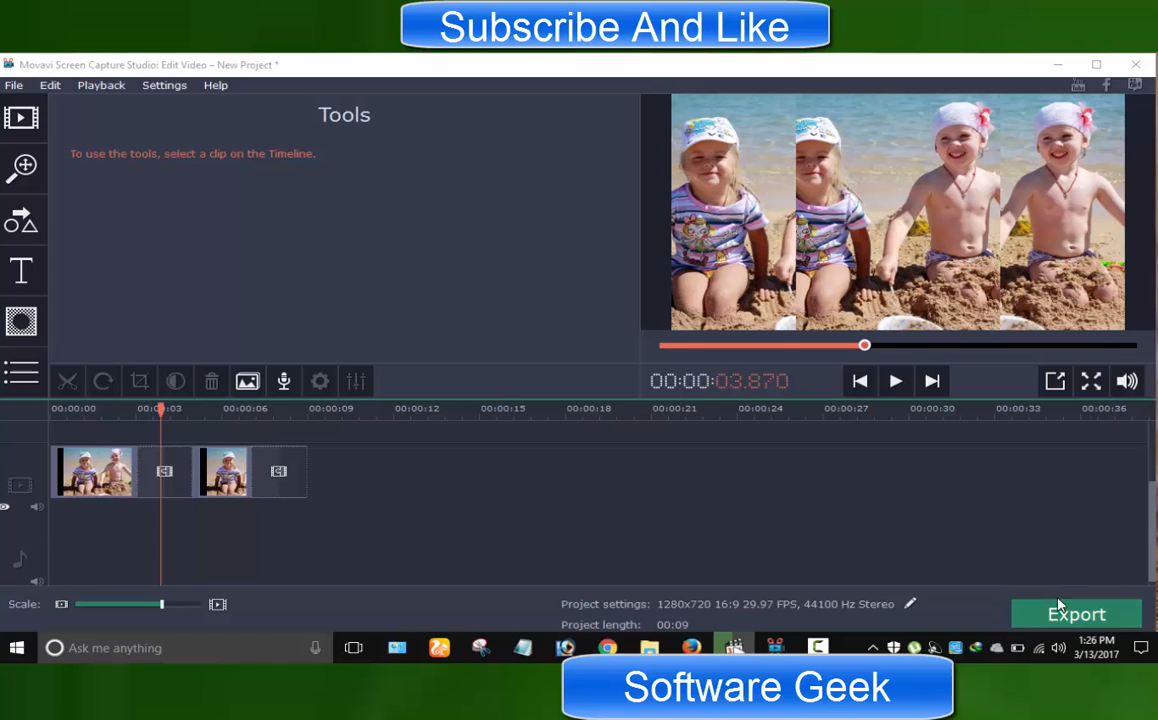 Subscribe And Like
Movavi Screen Capture Studio: Edit Video – New Project *
File Edit Playback Settings Help
Tools
To use the tools, select a clip on the Timeline.
00:00:03.870
00:00:00 00:00:03 00:00:06 00:00:09 00:00:12 00:00:15 00:00:18 00:00:21 00:00:24 00:00:27 00:00:30 00:00:33 00:00:36
Scale:
Project settings: 1280x720 16:9 29.97 FPS, 44100 Hz Stereo
Project length: 00:09
Export
Ask me anything
1:26 PM
3/13/2017
Software Geek